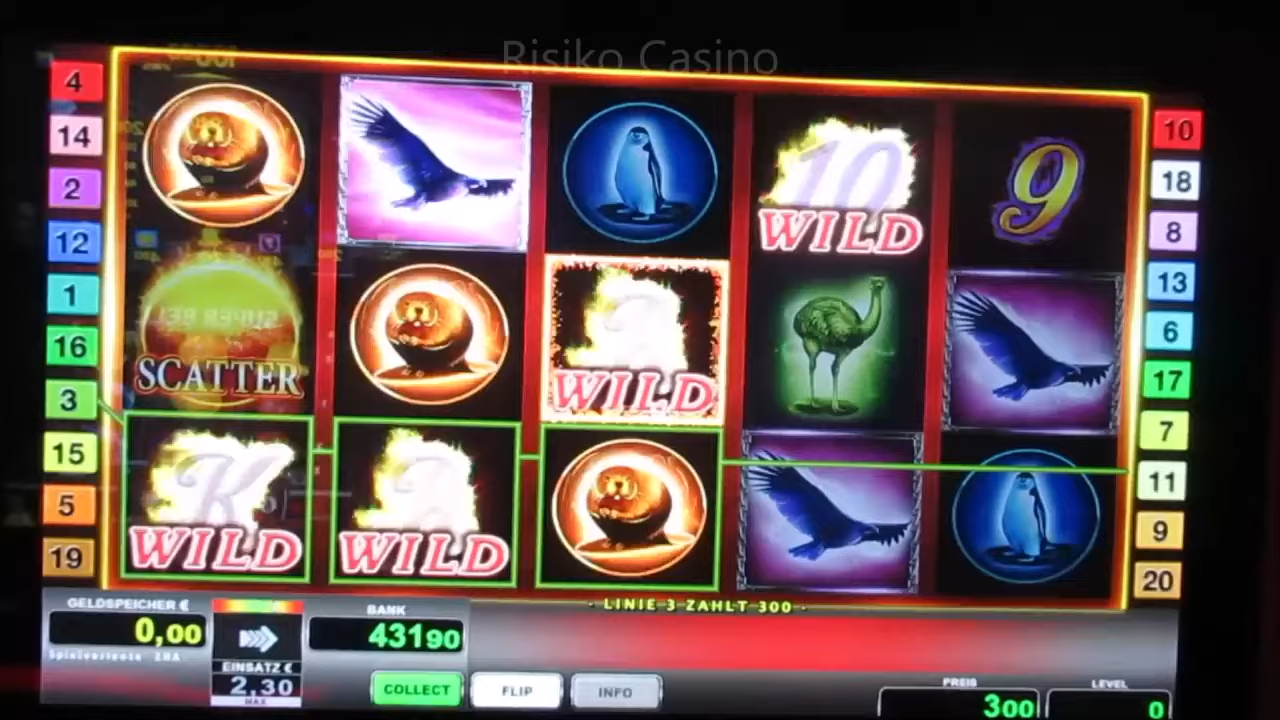 Risiko Casino
4
14
2
12
1
16
3
15
5
19
10
18
8
13
6
17
7
11
9
20
10
WILD
9
SCATTER
WILD
K
WILD
WILD
- LINIE 3 ZAHLT 300 -
GELDSPEICHER €
0,00
BANK
43190
EINSATZ €
2,30
MAX
COLLECT
FLIP
INFO
PREIS
300
LEVEL
0